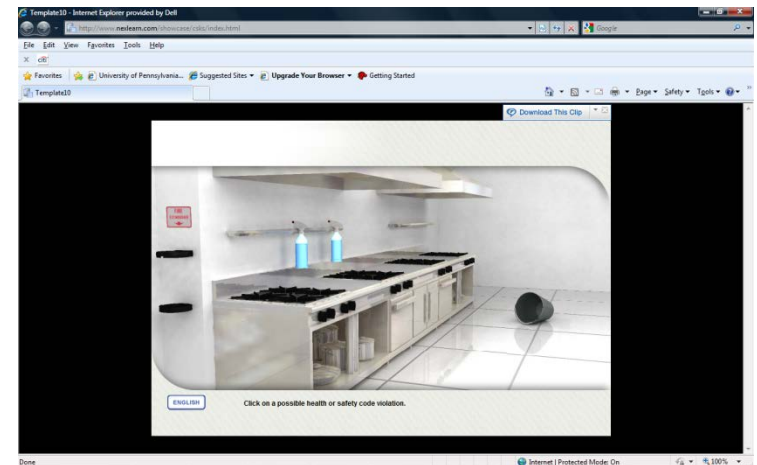 Template10 - Internet Explorer provided by Dell
http://www.nexlearn.com/showcase/csks/index.html
Google
File Edit View Favorites Tools Help
x
Favorites University of Pennsylvania... Suggested Sites Upgrade Your Browser Getting Started
Template10
Page Safety Tools
Download This Clip
FIRE
ENGLISH Click on a possible health or safety code violation.
Done Internet | Protected Mode: On 100%